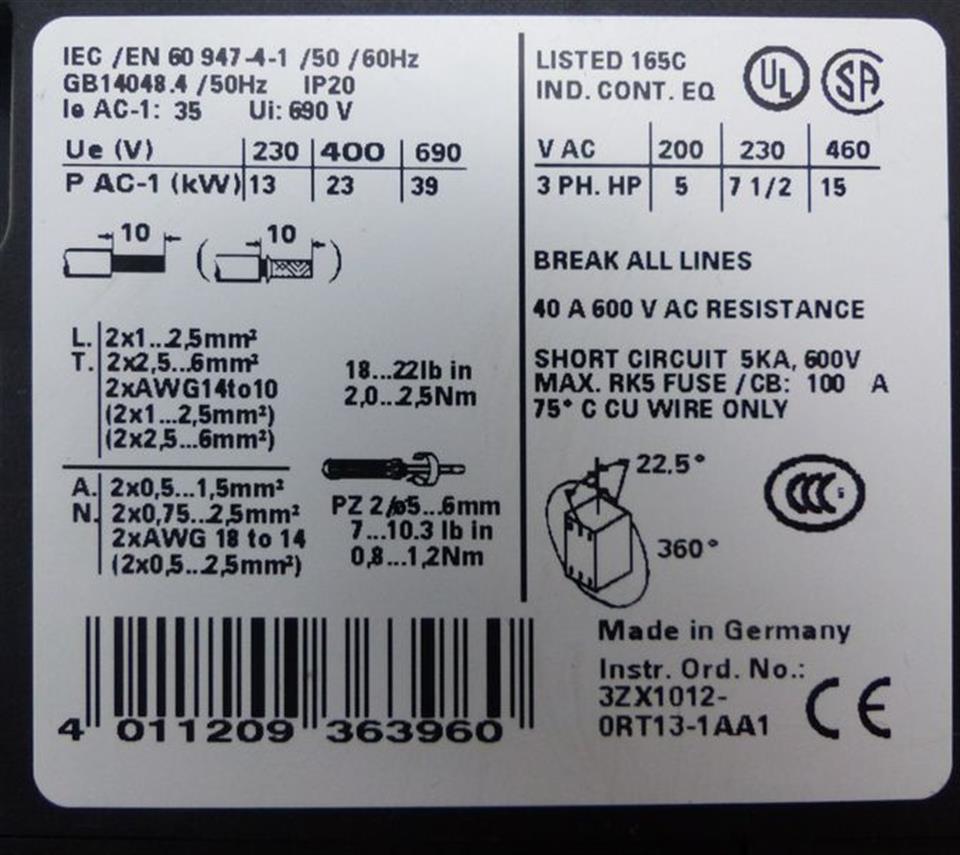 IEC /EN 60 947-4-1 /50 /60Hz
GB14048.4 /50Hz IP20
Ie AC-1: 35 Ui: 690 V
Ue (V) 230 400 690
P AC-1 (kW) 13 23 39
10 ( 10 )
L. 2x1...2,5mm²
T. 2x2,5...6mm²
2xAWG14to10
(2x1...2,5mm²)
(2x2,5...6mm²)
18...22lb in
2,0...2,5Nm
A. 2x0,5...1,5mm²
N. 2x0,75...2,5mm²
2xAWG 18 to 14
(2x0,5...2,5mm²)
PZ 2/ø5...6mm
7...10.3 lb in
0,8...1,2Nm
4 011209 363960
LISTED 165C
IND. CONT. EQ
UL
SA
V AC 200 230 460
3 PH. HP 5 7 1/2 15
BREAK ALL LINES
40 A 600 V AC RESISTANCE
SHORT CIRCUIT 5KA, 600V
MAX. RK5 FUSE /CB: 100 A
75° C CU WIRE ONLY
22.5°
360°
CCC
Made in Germany
Instr. Ord. No.:
3ZX1012-
0RT13-1AA1
CE